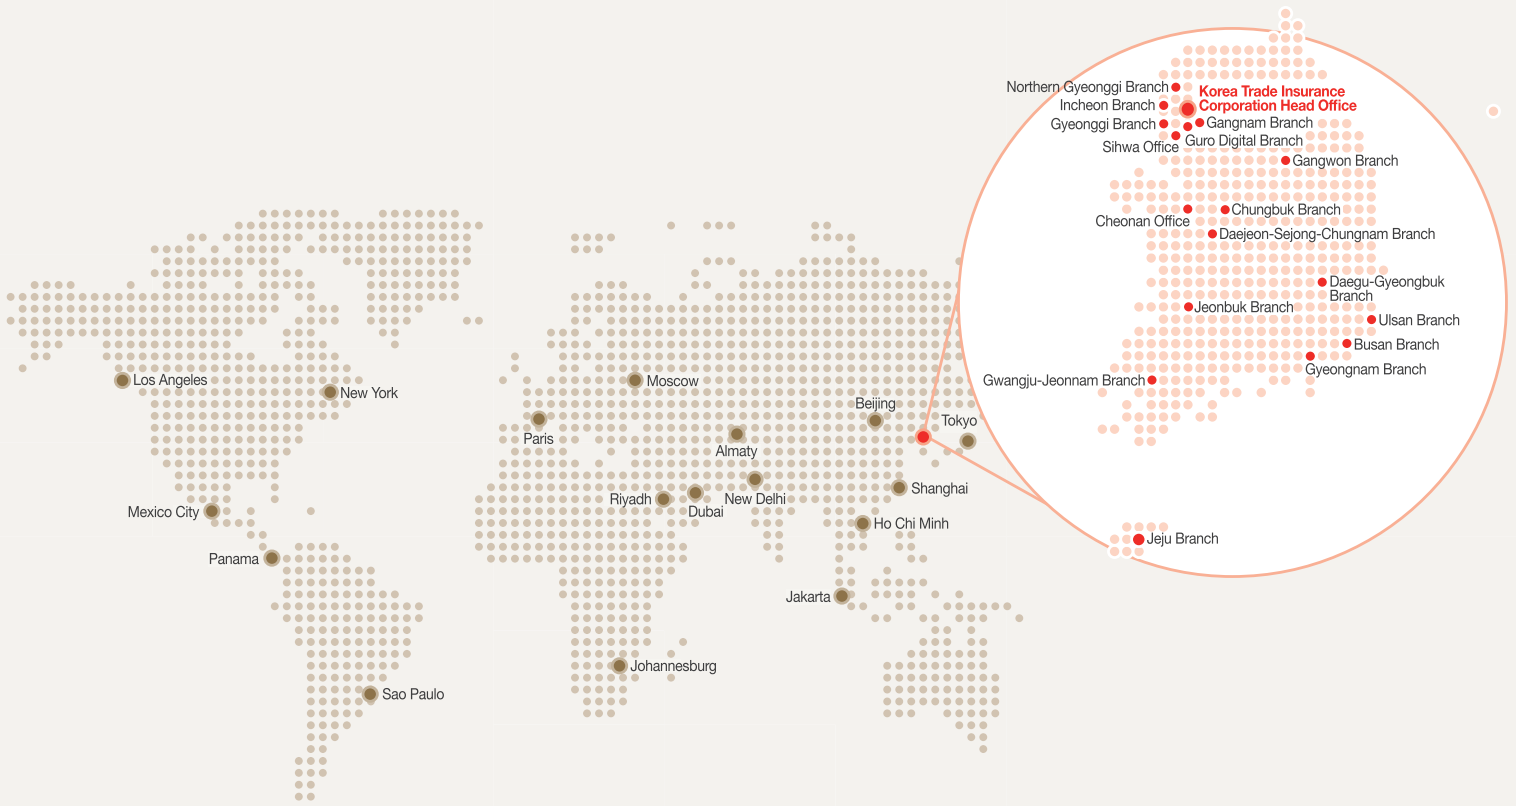 Northern Gyeonggi Branch
Korea Trade Insurance
Corporation Head Office
Incheon Branch
Gyeonggi Branch
Gangnam Branch
Sihwa Office
Guro Digital Branch
Gangwon Branch
Chungbuk Branch
Cheonan Office
Daejeon-Sejong-Chungnam Branch
Daegu-Gyeongbuk
Branch
Jeonbuk Branch
Ulsan Branch
Busan Branch
Gyeongnam Branch
Gwangju-Jeonnam Branch
Jeju Branch
Los Angeles
New York
Moscow
Beijing
Tokyo
Paris
Almaty
Riyadh
Dubai
New Delhi
Shanghai
Mexico City
Ho Chi Minh
Panama
Jakarta
Johannesburg
Sao Paulo